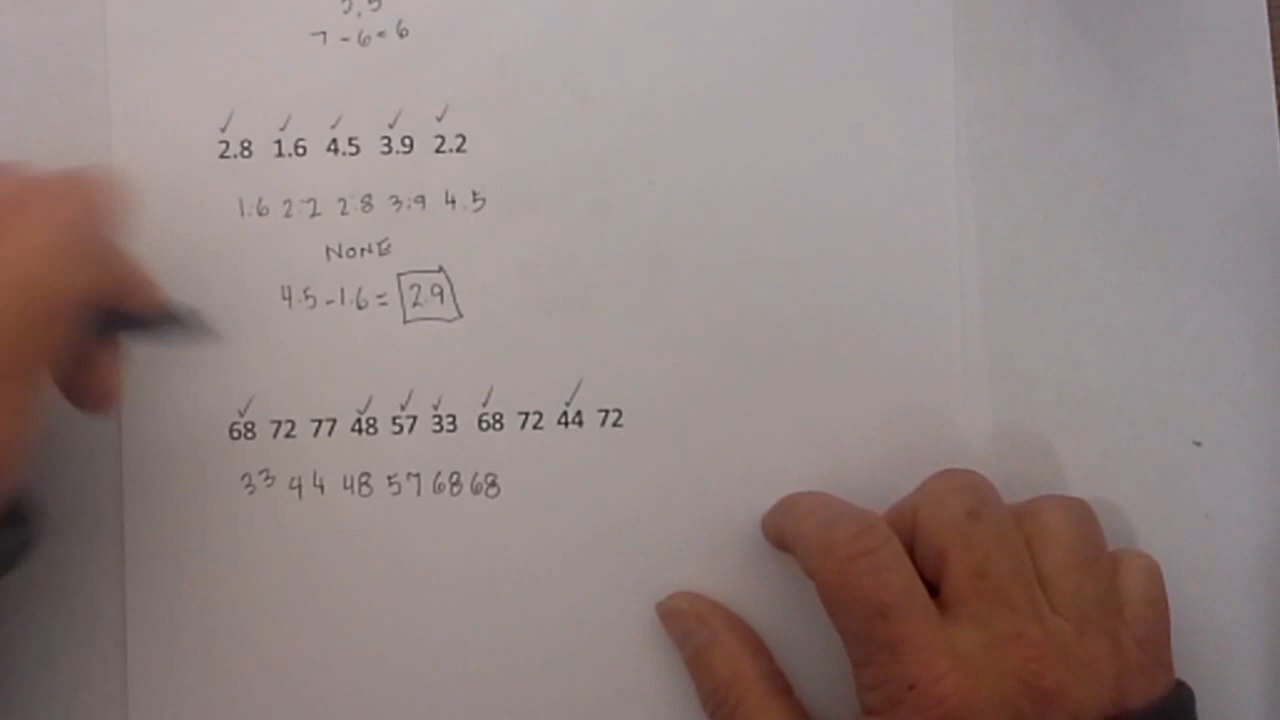 7 - 6 = 6
✓ ✓ ✓ ✓ ✓
2.8 1.6 4.5 3.9 2.2
1.6 2.2 2.8 3.9 4.5
NONE
4.5 - 1.6 = 2.9
✓ ✓ ✓ ✓ ✓ ✓
68 72 77 48 57 33 68 72 44 72
33 44 48 57 68 68